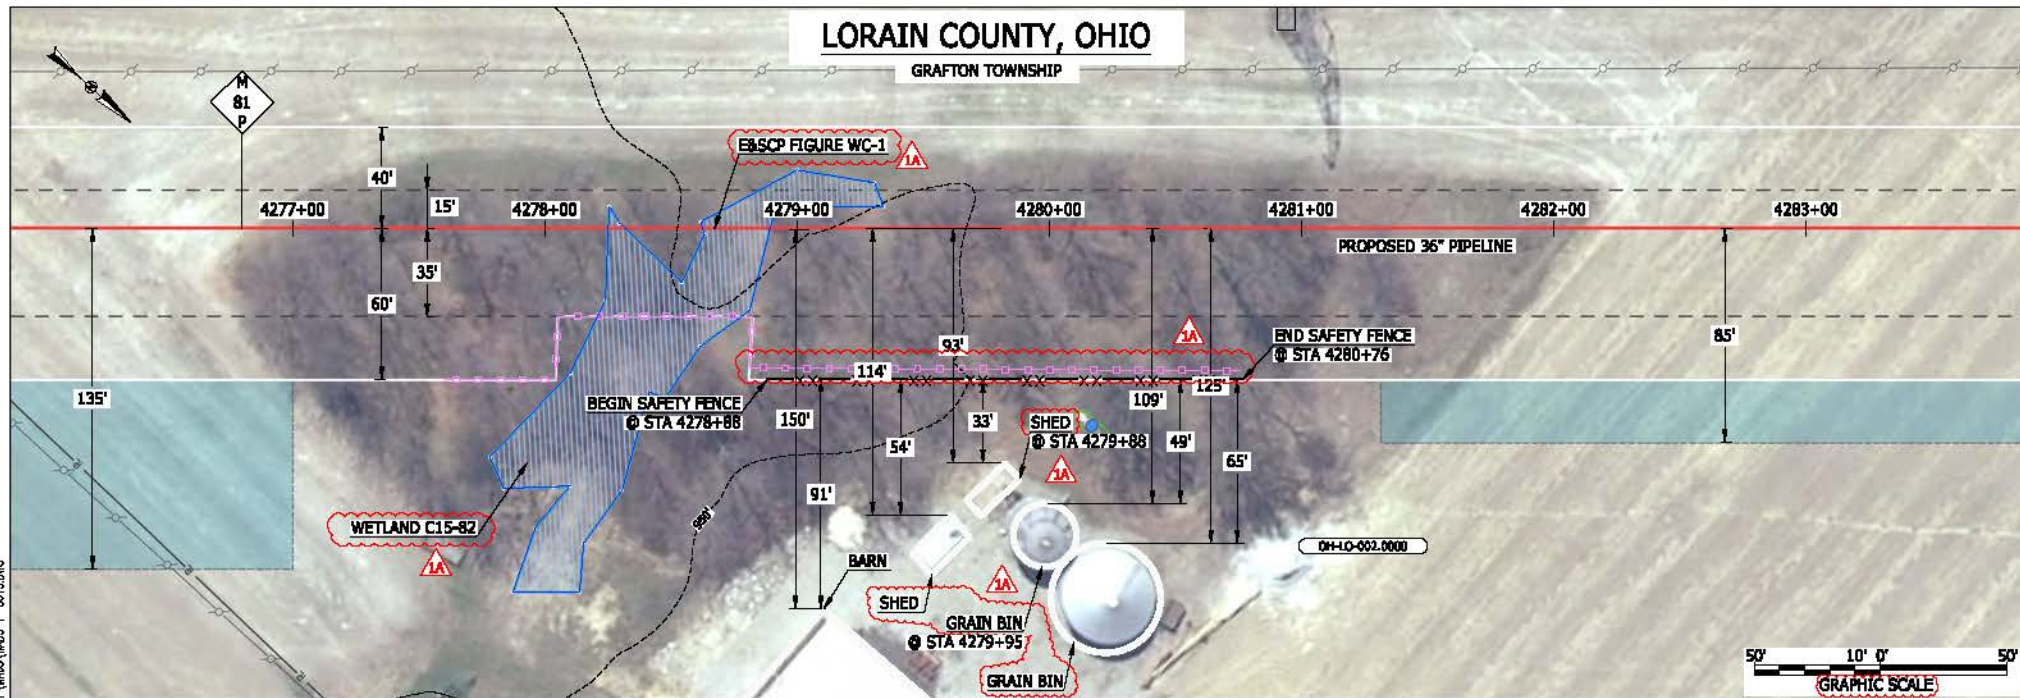 LORAIN COUNTY, OHIO
GRAFTON TOWNSHIP
M
81
P
E&SCP FIGURE WC-1
1A
40'
15'
4277+00
4278+00
4279+00
4280+00
4281+00
4282+00
4283+00
PROPOSED 36" PIPELINE
35'
60'
135'
85'
93'
1A
END SAFETY FENCE
@ STA 4280+76
114'
125'
109'
BEGIN SAFETY FENCE
@ STA 4278+88
150'
54'
33'
SHED
@ STA 4279+88
49'
65'
1A
91'
WETLAND C15-82
1A
980'
BARN
OH-LO-002.0000
SHED
1A
GRAIN BIN
@ STA 4279+95
GRAIN BIN
50' 10' 0' 50'
GRAPHIC SCALE